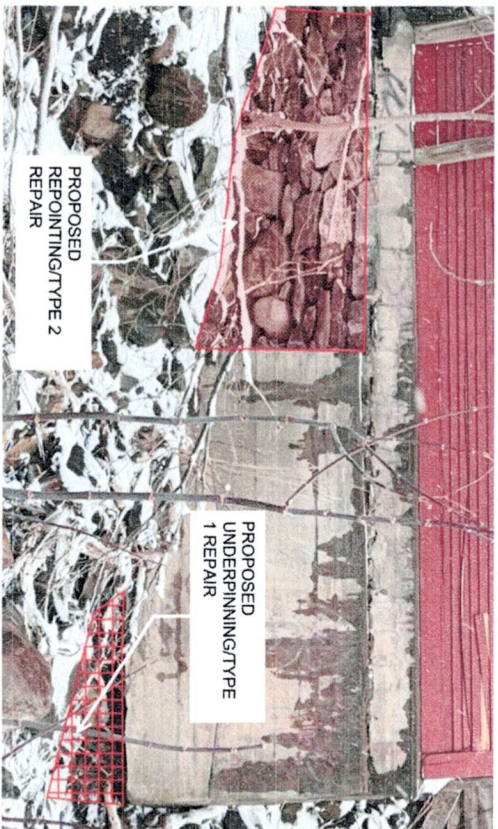 PROPOSED
REPOINTING/TYPE 2
REPAIR
PROPOSED
UNDERPINNING/TYPE
1 REPAIR